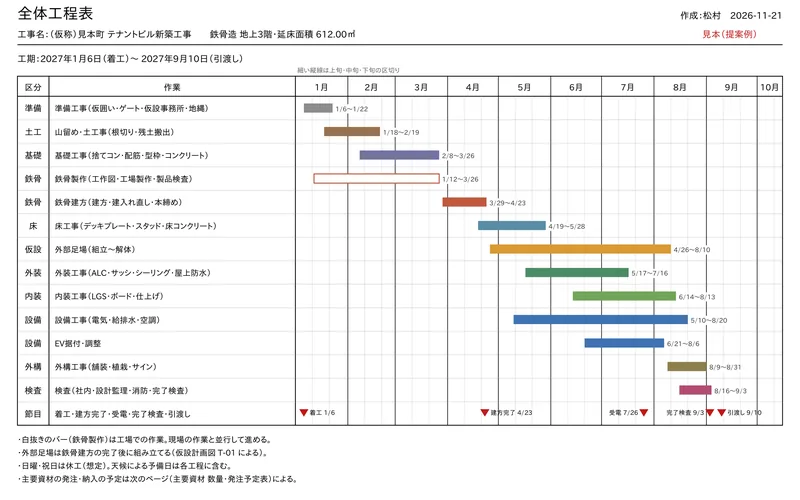 全体工程表
作成：松村　2026-11-21
工事名：（仮称）見本町 テナントビル新築工事　　鉄骨造 地上3階・延床面積 612.00㎡
見本（提案例）
工期：2027年1月6日（着工）～ 2027年9月10日（引渡し）
細い縦線は上旬・中旬・下旬の区切り
区分　作業　1月　2月　3月　4月　5月　6月　7月　8月　9月　10月
準備　準備工事（仮囲い・ゲート・仮設事務所・地縄）　1/6～1/22
土工　山留め・土工事（根切り・残土搬出）　1/18～2/19
基礎　基礎工事（捨てコン・配筋・型枠・コンクリート）　2/8～3/26
鉄骨　鉄骨製作（工作図・工場製作・製品検査）　1/12～3/26
鉄骨　鉄骨建方（建方・建入れ直し・本締め）　3/29～4/23
床　床工事（デッキプレート・スタッド・床コンクリート）　4/19～5/28
仮設　外部足場（組立～解体）　4/26～8/10
外装　外装工事（ALC・サッシ・シーリング・屋上防水）　5/17～7/16
内装　内装工事（LGS・ボード・仕上げ）　6/14～8/13
設備　設備工事（電気・給排水・空調）　5/10～8/20
設備　EV据付・調整　6/21～8/6
外構　外構工事（舗装・植栽・サイン）　8/9～8/31
検査　検査（社内・設計監理・消防・完了検査）　8/16～9/3
節目　着工・建方完了・受電・完了検査・引渡し　着工 1/6　建方完了 4/23　受電 7/26　完了検査 9/3　引渡し 9/10
・白抜きのバー（鉄骨製作）は工場での作業。現場の作業と並行して進める。
・外部足場は鉄骨建方の完了後に組み立てる（仮設計画図 T-01 による）。
・日曜・祝日は休工（想定）。天候による予備日は各工程に含む。
・主要資材の発注・納入の予定は次のページ（主要資材 数量・発注予定表）による。